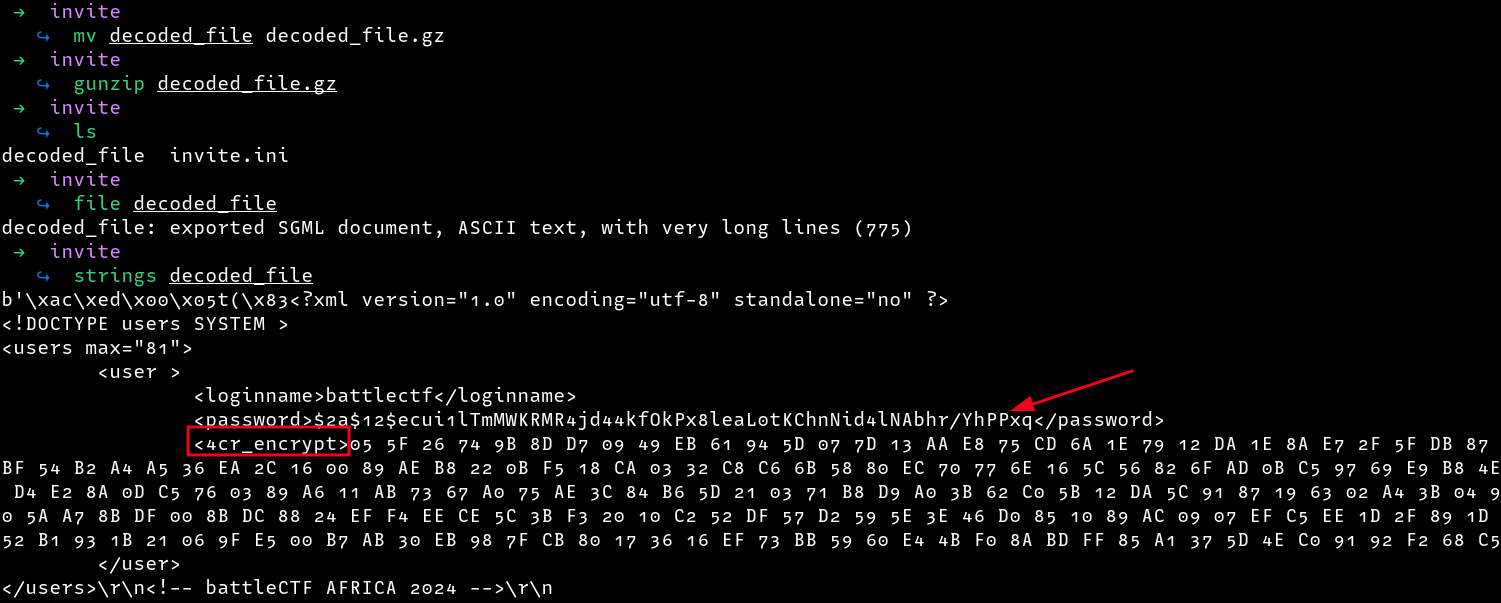 → invite
↪ mv decoded_file decoded_file.gz
→ invite
↪ gunzip decoded_file.gz
→ invite
↪ ls
decoded_file  invite.ini
→ invite
↪ file decoded_file
decoded_file: exported SGML document, ASCII text, with very long lines (775)
→ invite
↪ strings decoded_file
b'\xac\xed\x00\x05t(\x83<?xml version="1.0" encoding="utf-8" standalone="no" ?>
<!DOCTYPE users SYSTEM >
<users max="81">
<user >
<loginname>battlectf</loginname>
<password>$2a$12$ecui1lTmMWKRMR4jd44kfOkPx8leaL0tKChnNid4lNAbhr/YhPPxq</password>
<4cr_encrypt>05 5F 26 74 9B 8D D7 09 49 EB 61 94 5D 07 7D 13 AA E8 75 CD 6A 1E 79 12 DA 1E 8A E7 2F 5F DB 87
BF 54 B2 A4 A5 36 EA 2C 16 00 89 AE B8 22 0B F5 18 CA 03 32 C8 C6 6B 58 80 EC 70 77 6E 16 5C 56 82 6F AD 0B C5 97 69 E9 B8 4E
D4 E2 8A 0D C5 76 03 89 A6 11 AB 73 67 A0 75 AE 3C 84 B6 5D 21 03 71 B8 D9 A0 3B 62 C0 5B 12 DA 5C 91 87 19 63 02 A4 3B 04 9
0 5A A7 8B DF 00 8B DC 88 24 EF F4 EE CE 5C 3B F3 20 10 C2 52 DF 57 D2 59 5E 3E 46 D0 85 10 89 AC 09 07 EF C5 EE 1D 2F 89 1D
52 B1 93 1B 21 06 9F E5 00 B7 AB 30 EB 98 7F CB 80 17 36 16 EF 73 BB 59 60 E4 4B F0 8A BD FF 85 A1 37 5D 4E C0 91 92 F2 68 C5
</user>
</users>\r\n<!-- battleCTF AFRICA 2024 -->\r\n